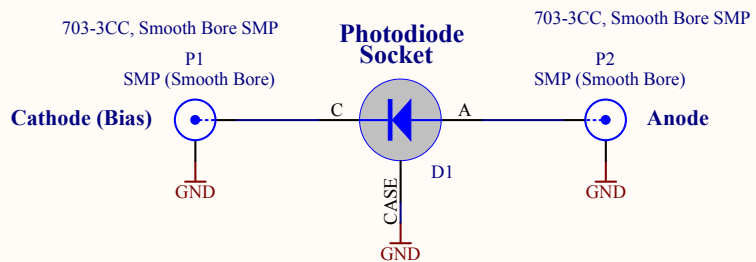 703-3CC, Smooth Bore SMP
P1
SMP (Smooth Bore)
Cathode (Bias)
GND
Photodiode
Socket
C
A
D1
CASE
GND
703-3CC, Smooth Bore SMP
P2
SMP (Smooth Bore)
Anode
GND